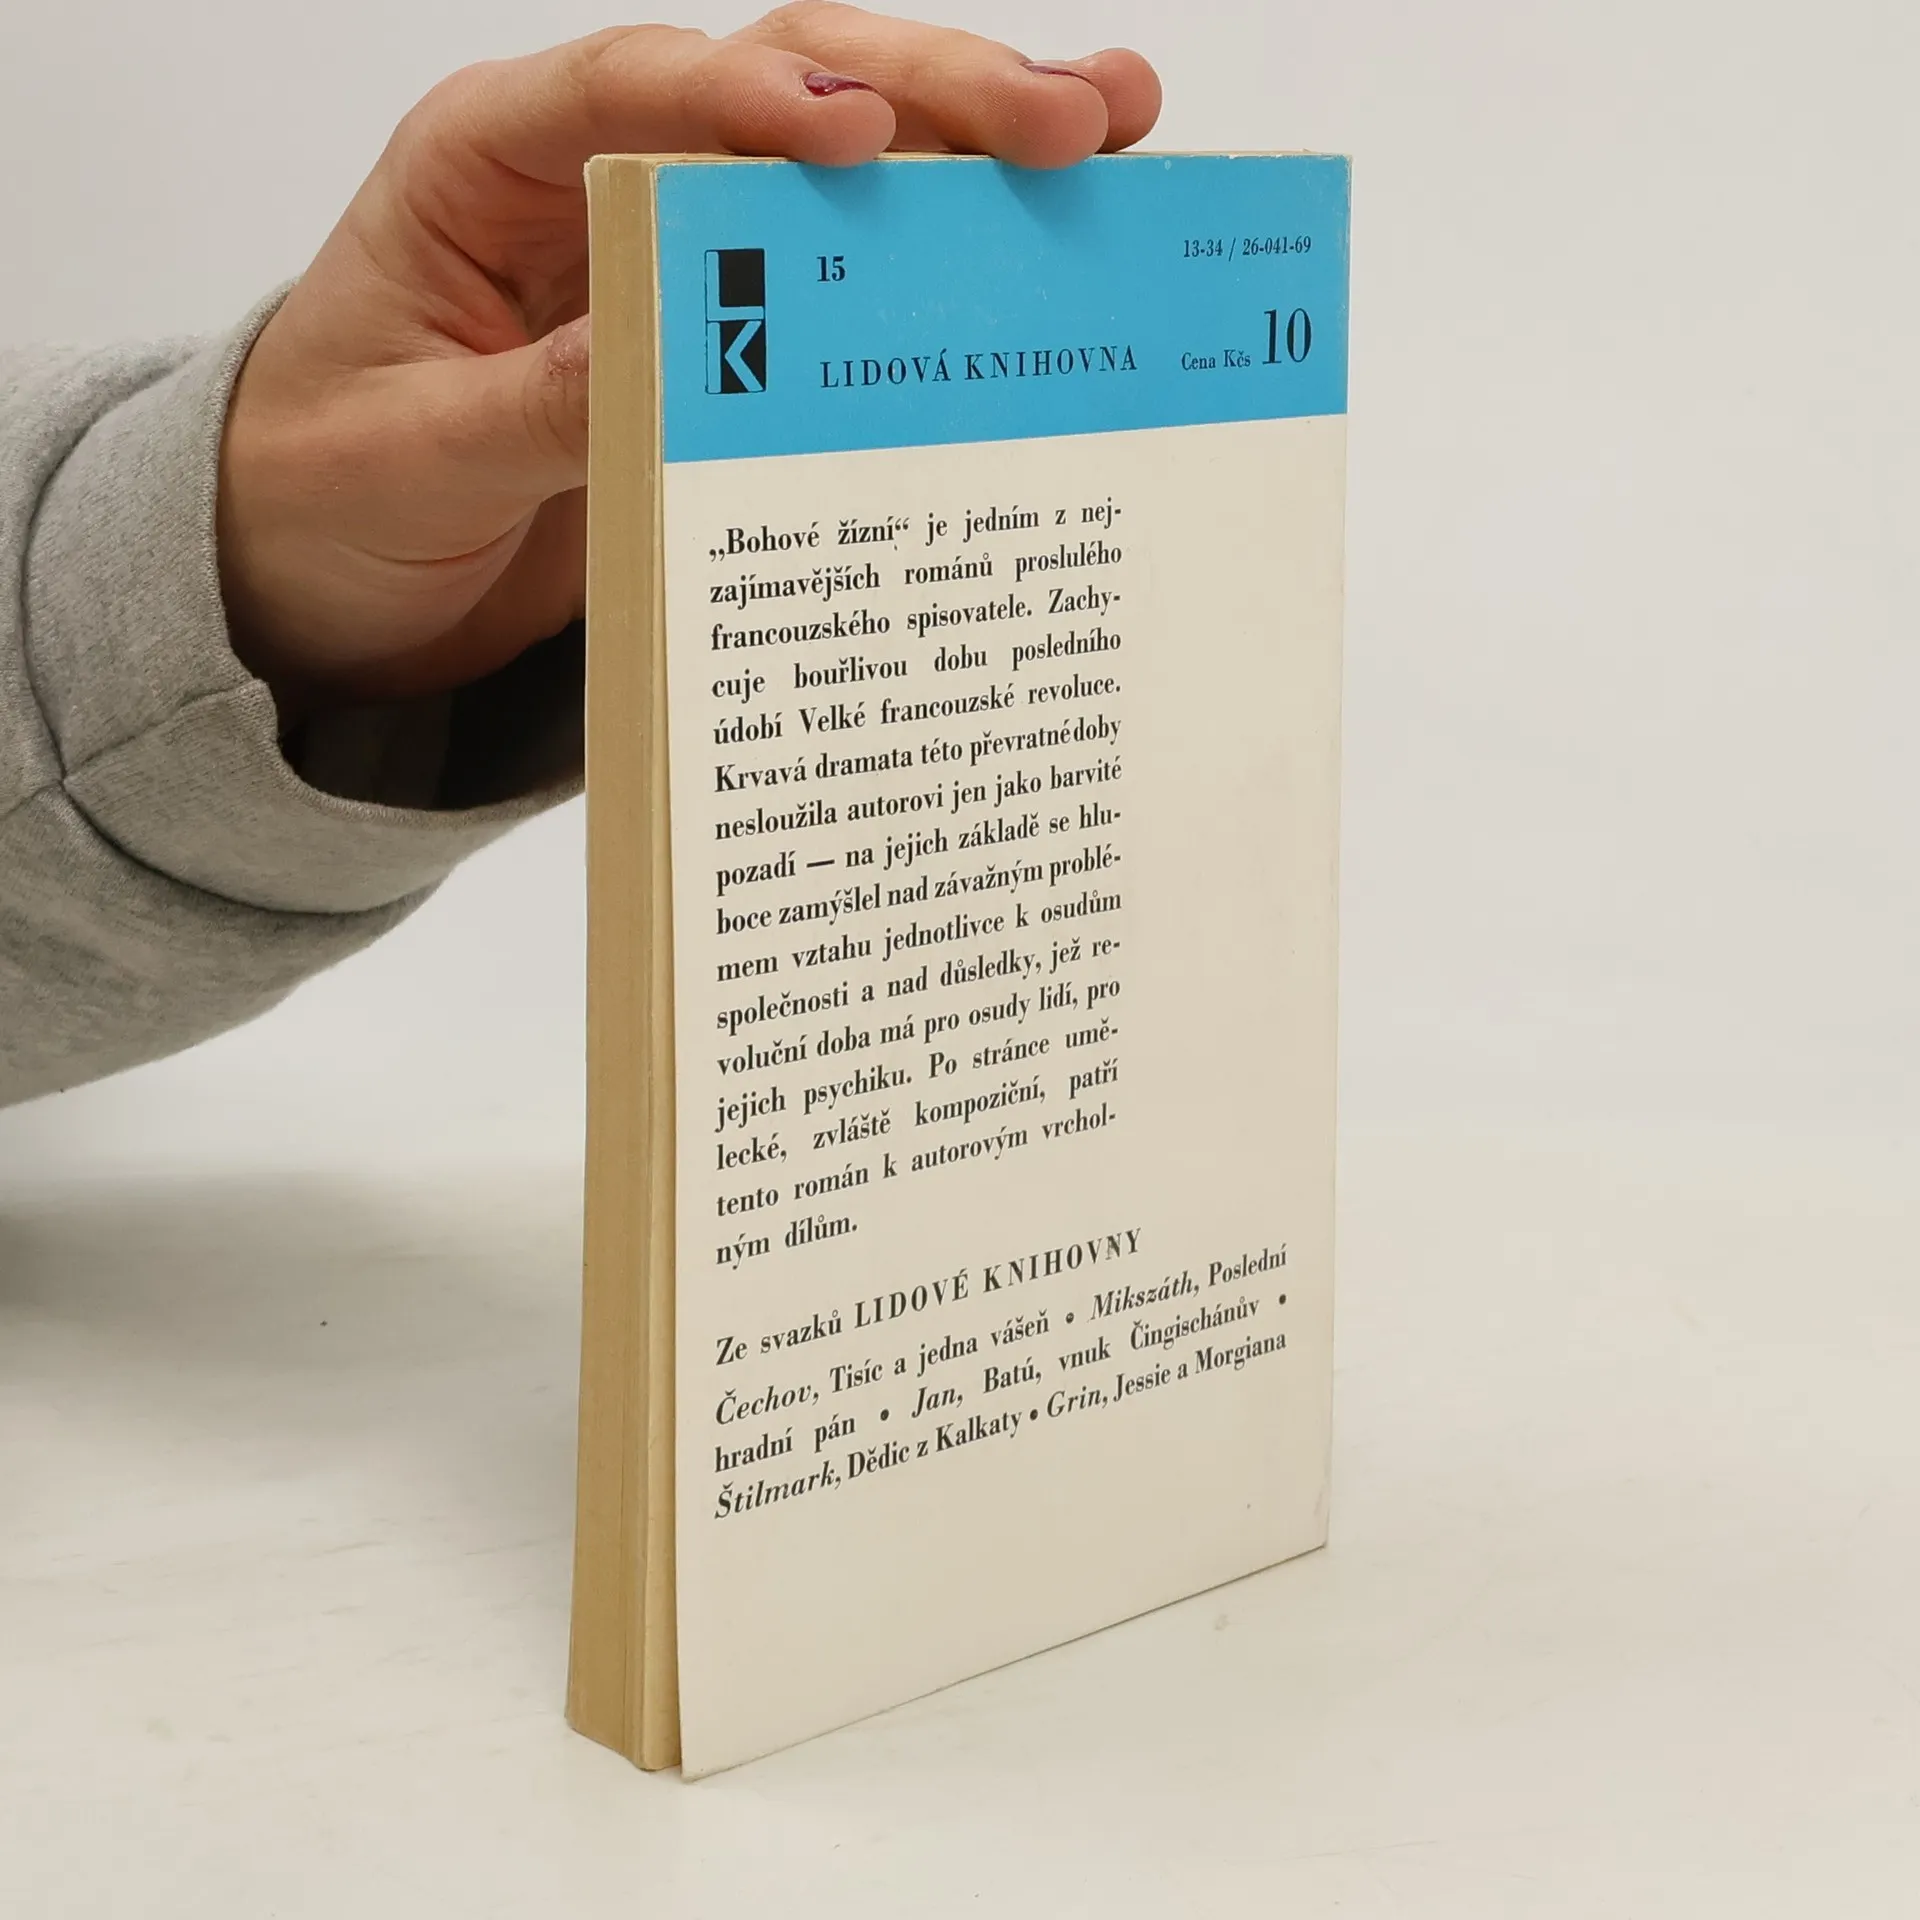 LK
15
13-34 / 26-041-69
LIDOVÁ KNIHOVNA
Cena Kčs 10
„Bohové žízní“ je jedním z nej-
zajímavějších románů proslulého
francouzského spisovatele. Zachy-
cuje bouřlivou dobu posledního
údobí Velké francouzské revoluce.
Krvavá dramata této převratné doby
nesloužila autorovi jen jako barvité
pozadí — na jejich základě se hlu-
boce zamýšlel nad závažným problé-
mem vztahu jednotlivce k osudům
společnosti a nad důsledky, jež re-
voluční doba má pro osudy lidí, pro
jejich psychiku. Po stránce umě-
lecké, zvláště kompoziční, patří
tento román k autorovým vrchol-
ným dílům.
Ze svazků LIDOVÉ KNIHOVNY
Čechov, Tisíc a jedna vášeň • Mikszáth, Poslední
hradní pán • Jan, Batú, vnuk Čingischánův •
Štilmark, Dědic z Kalkaty • Grin, Jessie a Morgiana